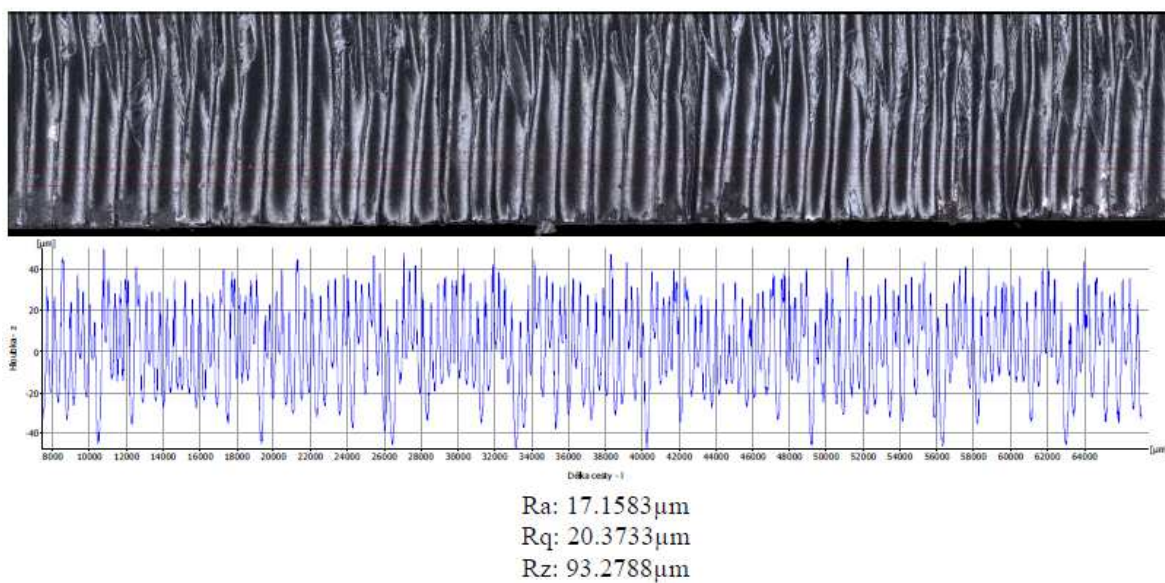 [µm]
40
20
0
-20
-40
Hloubka - z
8000 10000 12000 14000 16000 18000 20000 22000 24000 26000 28000 30000 32000 34000 36000 38000 40000 42000 44000 46000 48000 50000 52000 54000 56000 58000 60000 62000 64000
[µm
Délka cesty - l
Ra: 17.1583µm
Rq: 20.3733µm
Rz: 93.2788µm